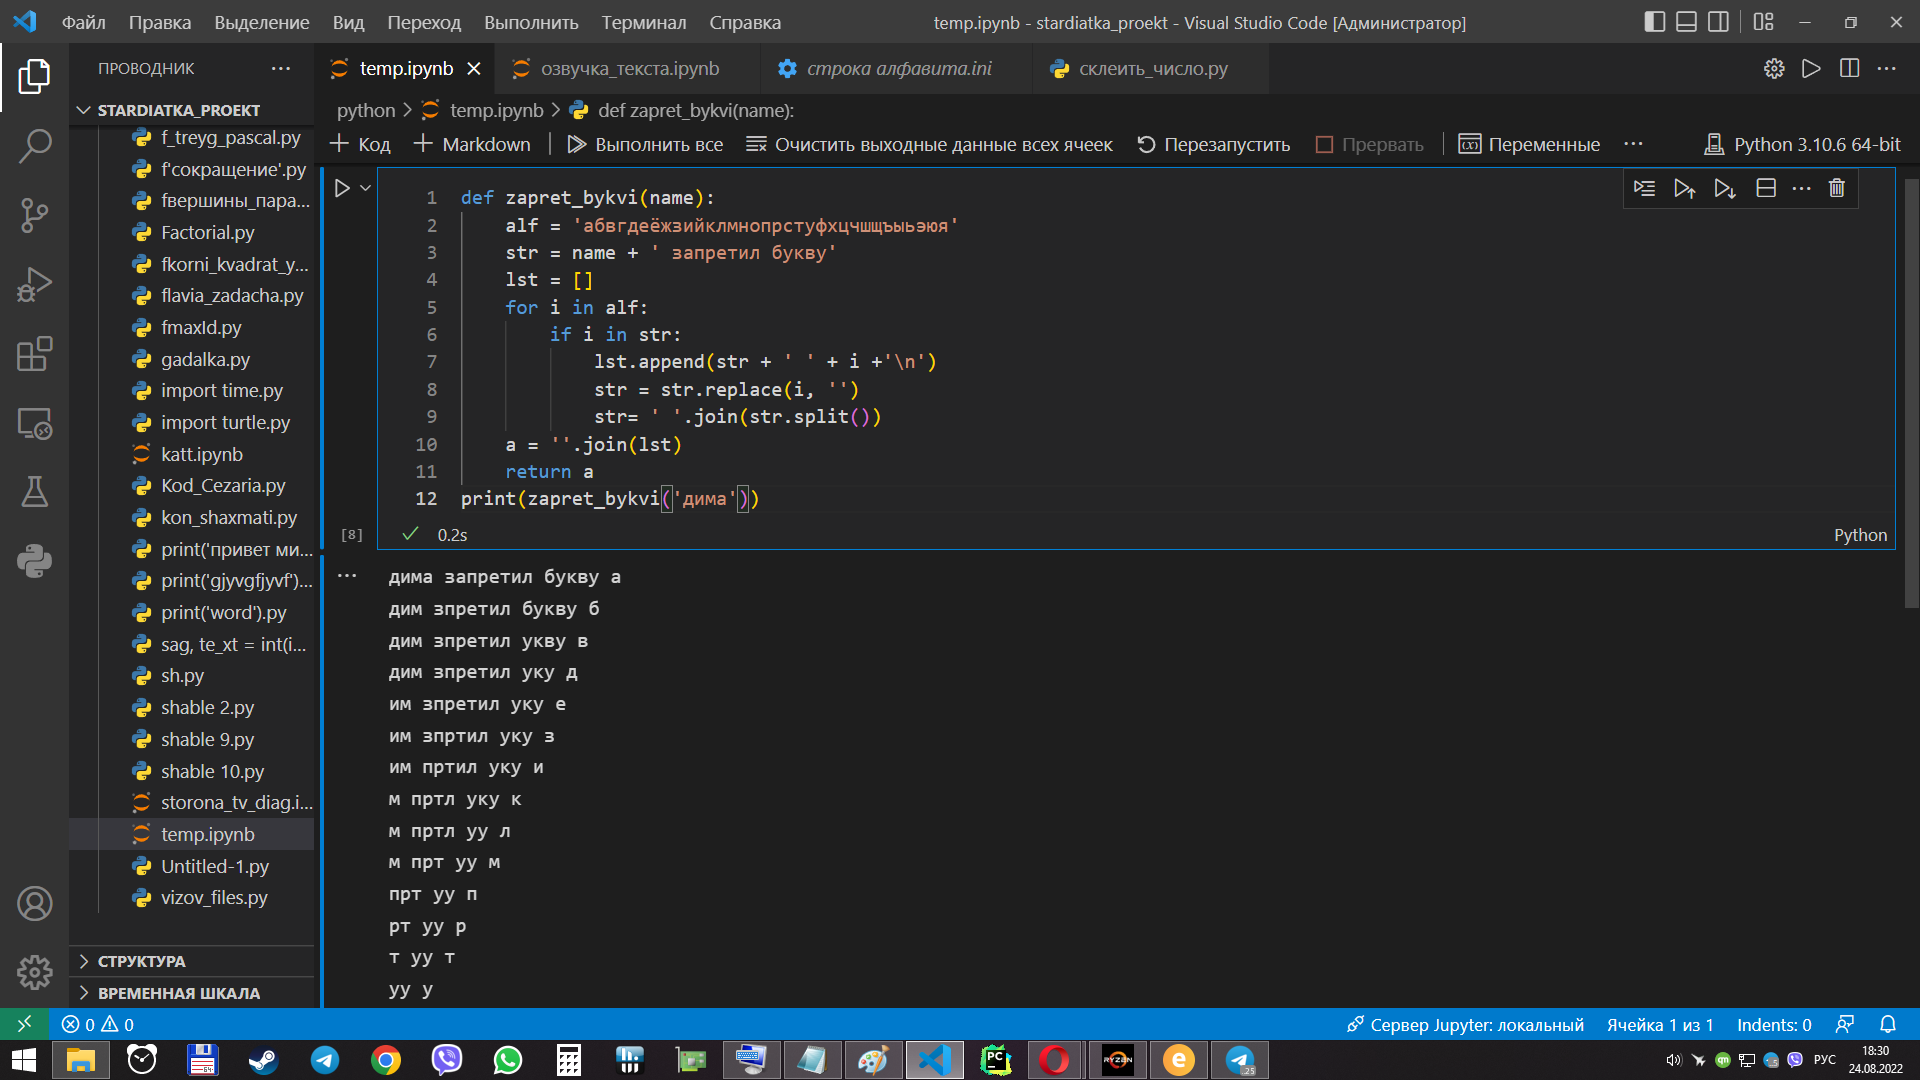 Файл Правка Выделение Вид Переход Выполнить Терминал Справка
temp.ipynb - stardiatka_proekt - Visual Studio Code [Администратор]
ПРОВОДНИК ···
temp.ipynb
озвучка_текста.ipynb
строка алфавита.ini
склеить_число.py
STARDIATKA_PROEKT
python > temp.ipynb > def zapret_bykvi(name):
+ Код + Markdown Выполнить все Очистить выходные данные всех ячеек Перезапустить Прервать Переменные ··· Python 3.10.6 64-bit
f_treyg_pascal.py
f'сокращение'.py
fвершины_пара...
Factorial.py
fkorni_kvadrat_y...
flavia_zadacha.py
fmaxId.py
gadalka.py
import time.py
import turtle.py
katt.ipynb
Kod_Cezaria.py
kon_shaxmati.py
print('привет ми...
print('gjyvgfjyvf')...
print('word').py
sag, te_xt = int(i...
sh.py
shable 2.py
shable 9.py
shable 10.py
storona_tv_diag.i...
temp.ipynb
Untitled-1.py
vizov_files.py
СТРУКТУРА
ВРЕМЕННАЯ ШКАЛА
1 def zapret_bykvi(name):
2 alf = 'абвгдеёжзийклмнопрстуфхцчшщъыьэюя'
3 str = name + ' запретил букву'
4 lst = []
5 for i in alf:
6 if i in str:
7 lst.append(str + ' ' + i +'\n')
8 str = str.replace(i, '')
9 str= ' '.join(str.split())
10 a = ''.join(lst)
11 return a
12 print(zapret_bykvi('дима'))
[8] 0.2s Python
дима запретил букву а
дим зпретил букву б
дим зпретил укву в
дим зпретил уку д
им зпретил уку е
им зпртил уку з
им пртил уку и
м пртл уку к
м пртл уу л
м прт уу м
прт уу п
рт уу р
т уу т
уу у
0 0 Сервер Jupyter: локальный Ячейка 1 из 1 Indents: 0
64
PC
RYZEN
25
РУС
18:30
24.08.2022